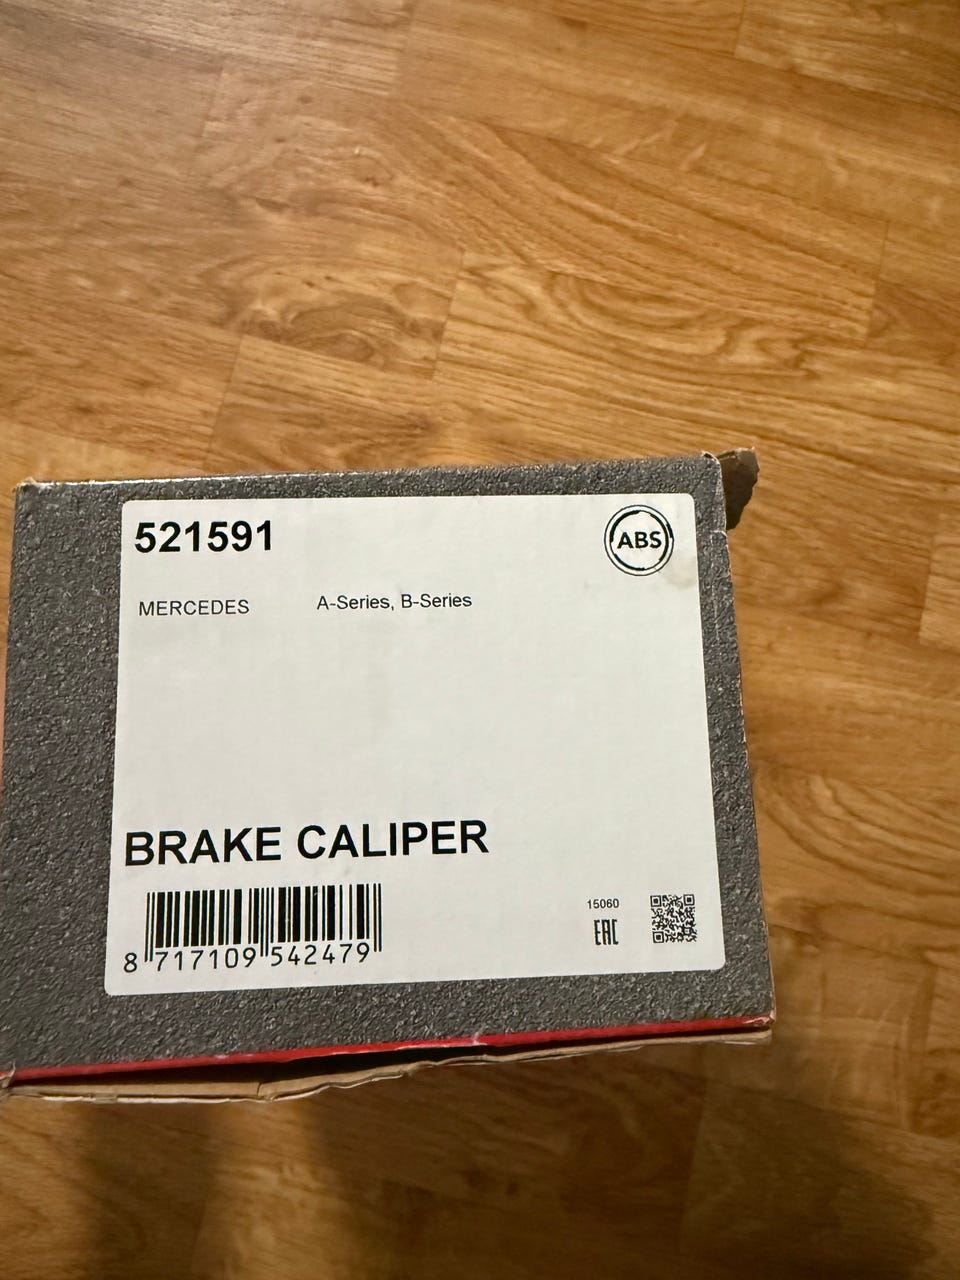 521591
ABS
MERCEDES A-Series, B-Series
BRAKE CALIPER
8 717109 542479
15060
EAC